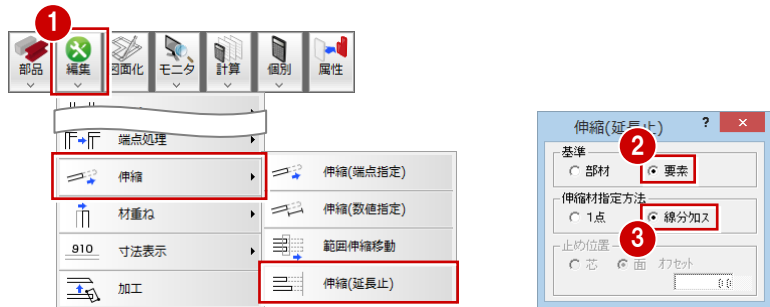 1
部品 編集 図面化 モニタ 計算 個別 属性
端点処理
伸縮
材重ね
910 寸法表示
加工
伸縮(端点指定)
伸縮(数値指定)
範囲伸縮移動
伸縮(延長止)
伸縮(延長止) ? ×
2
基準
部材 要素
伸縮材指定方法
1点 線分クロス
3
止め位置
芯 面 オフセット
0.0